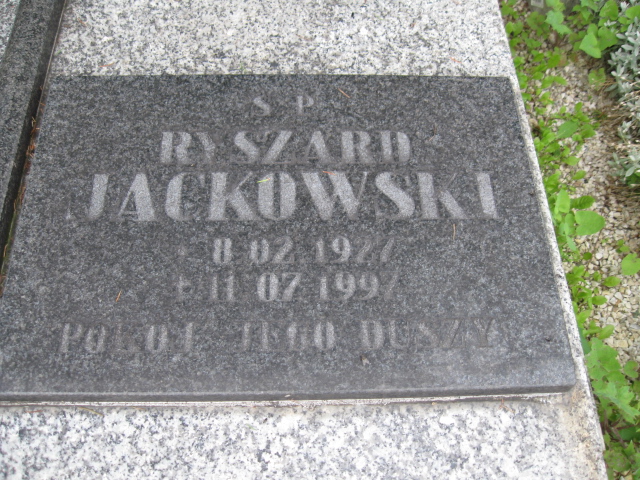 Ś P
RYSZARD
JACKOWSKI
* 8 02 1927
† 11 07 1997
POKÓJ JEGO DUSZY